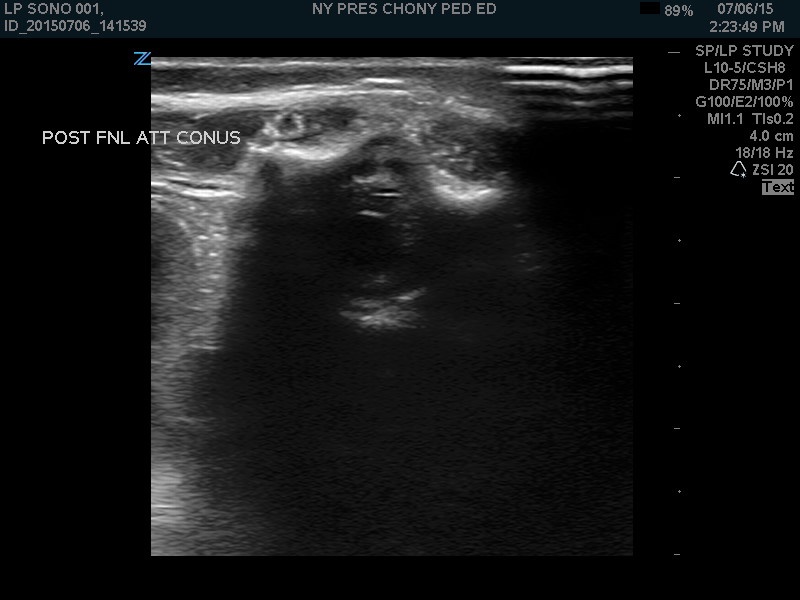 LP SONO 001,
ID_20150706_141539
NY PRES CHONY PED ED
89%
07/06/15
2:23:49 PM
Z
SP/LP STUDY
L10-5/CSH8
DR75/M3/P1
G100/E2/100%
MI1.1 TIs0.2
4.0 cm
18/18 Hz
ZSI 20
Text
POST FNL ATT CONUS